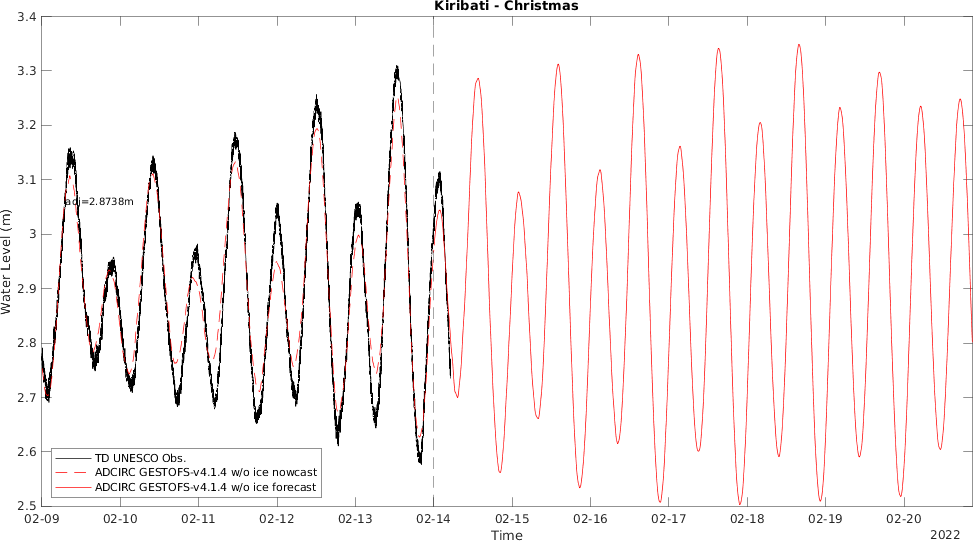 Kiribati - Christmas
3.4
3.3
3.2
3.1
3
2.9
2.8
2.7
2.6
2.5
Water Level (m)
adj=2.8738m
TD UNESCO Obs.
ADCIRC GESTOFS-v4.1.4 w/o ice nowcast
ADCIRC GESTOFS-v4.1.4 w/o ice forecast
02-09 02-10 02-11 02-12 02-13 02-14 02-15 02-16 02-17 02-18 02-19 02-20
Time
2022